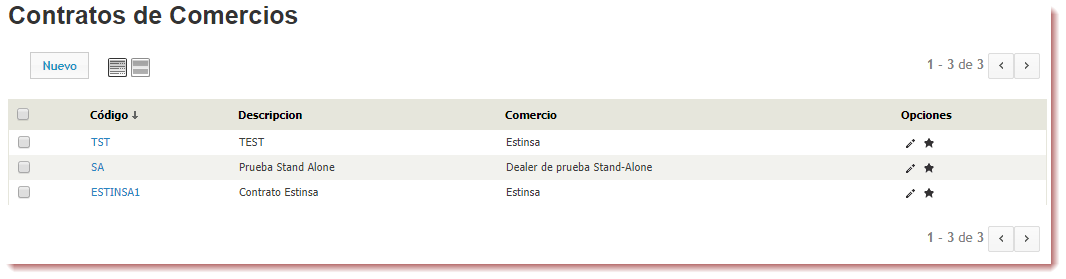 Contratos de Comercios
Nuevo 1 - 3 de 3
Código Descripcion Comercio Opciones
TST TEST Estinsa
SA Prueba Stand Alone Dealer de prueba Stand-Alone
ESTINSA1 Contrato Estinsa Estinsa
1 - 3 de 3